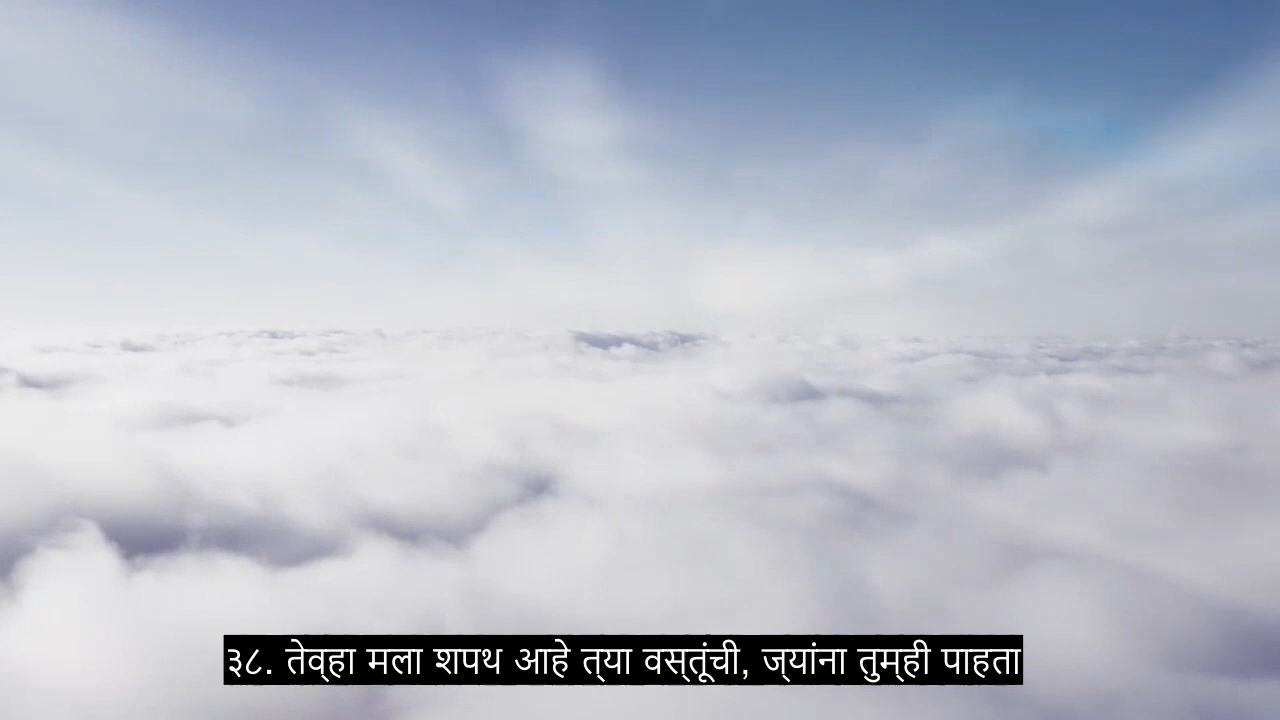 ३८. तेव्हा मला शपथ आहे त्या वस्तूंची, ज्यांना तुम्ही पाहता